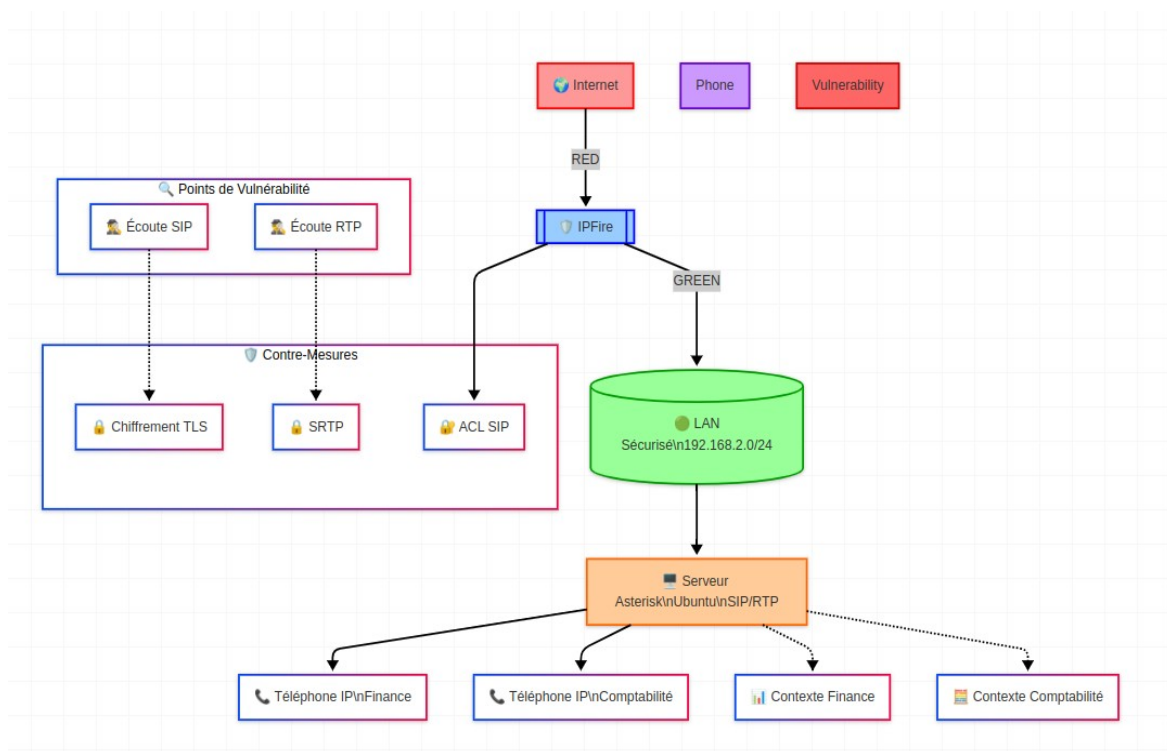 🌍 Internet
Phone
Vulnerability
RED
🔍 Points de Vulnérabilité
🕵 Écoute SIP
🕵 Écoute RTP
🛡️ IPFire
GREEN
🛡️ Contre-Mesures
🔒 Chiffrement TLS
🔒 SRTP
🔐 ACL SIP
🟢 LAN
Sécurisé\n192.168.2.0/24
🖥️ Serveur
Asterisk\nUbuntu\nSIP/RTP
📞 Téléphone IP\nFinance
📞 Téléphone IP\nComptabilité
📊 Contexte Finance
🧮 Contexte Comptabilité